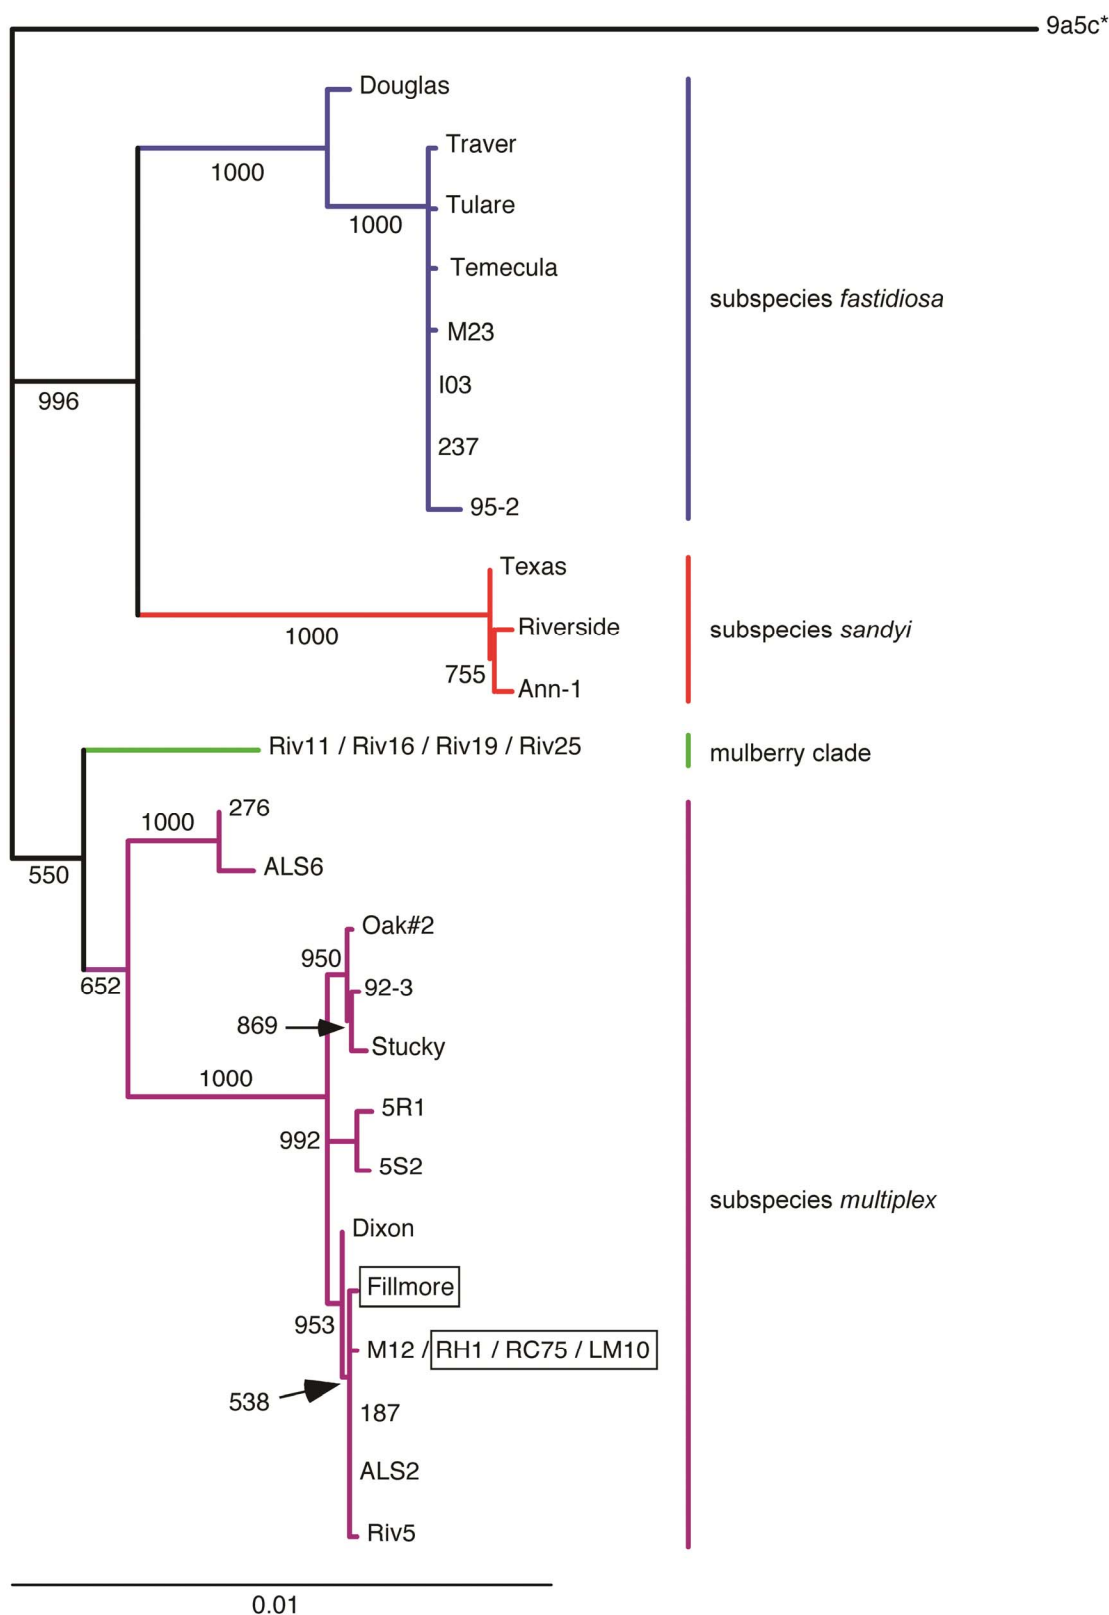 9a5c*
Douglas
Traver
1000
Tulare
1000
Temecula
subspecies fastidiosa
M23
I03
996
237
95-2
Texas
Riverside
subspecies sandyi
1000
755
Ann-1
Riv11 / Riv16 / Riv19 / Riv25
mulberry clade
276
1000
ALS6
550
Oak#2
950
652
92-3
869
Stucky
1000
5R1
992
5S2
subspecies multiplex
Dixon
Fillmore
953
M12 / RH1 / RC75 / LM10
538
187
ALS2
Riv5
0.01